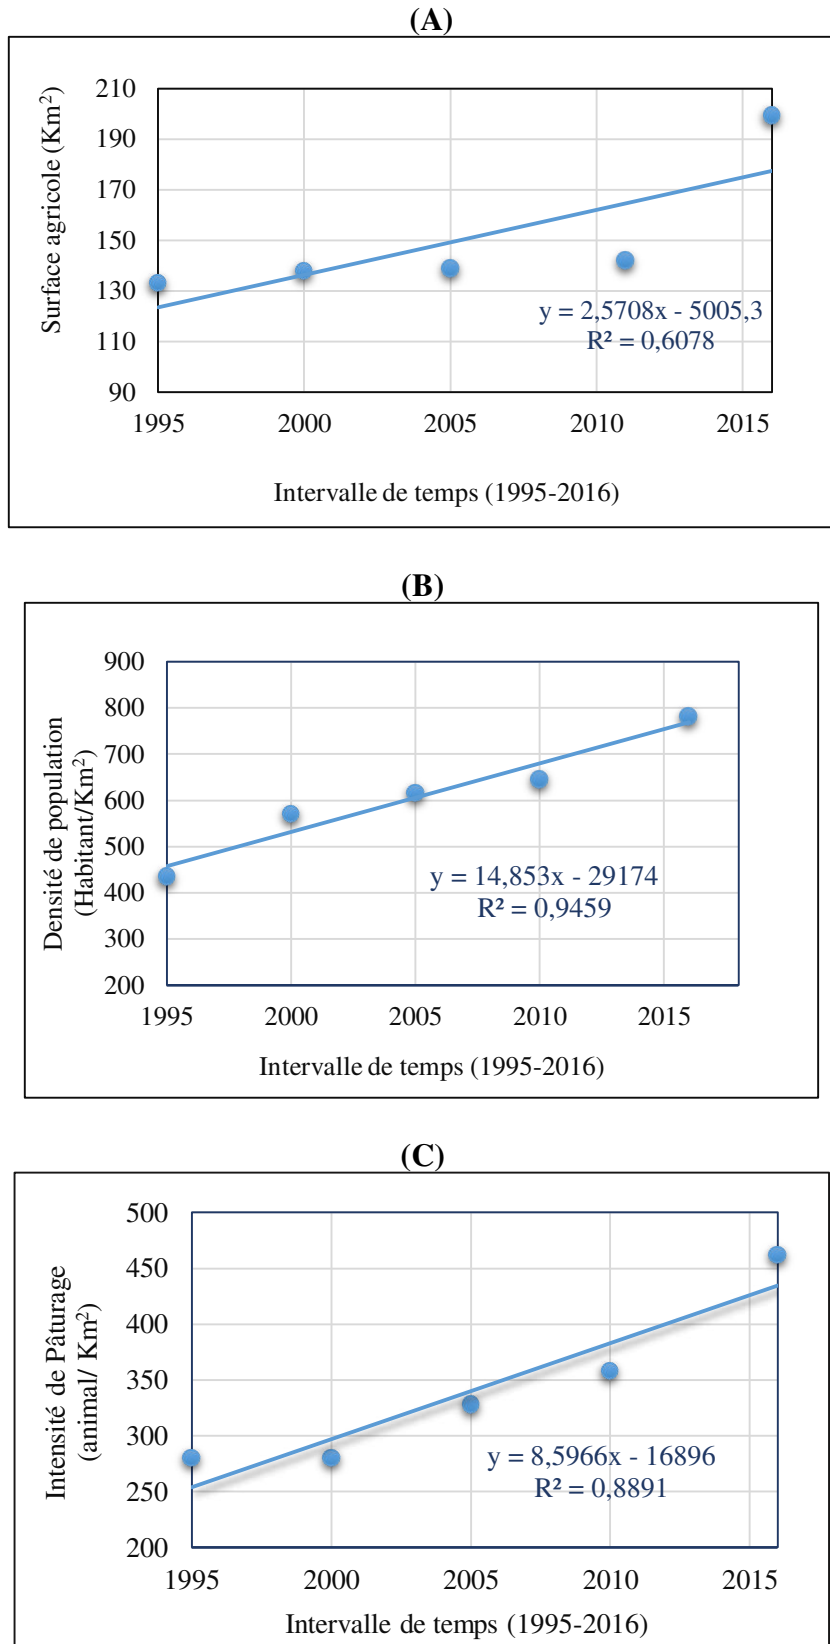 (A)
Surface agricole (Km²)
210
190
170
150
130
110
90
y = 2,5708x - 5005,3
R² = 0,6078
1995 2000 2005 2010 2015
Intervalle de temps (1995-2016)
(B)
Densité de population
(Habitant/Km²)
900
800
700
600
500
400
300
200
y = 14,853x - 29174
R² = 0,9459
1995 2000 2005 2010 2015
Intervalle de temps (1995-2016)
(C)
Intensité de Pâturage
(animal/ Km²)
500
450
400
350
300
250
200
y = 8,5966x - 16896
R² = 0,8891
1995 2000 2005 2010 2015
Intervalle de temps (1995-2016)